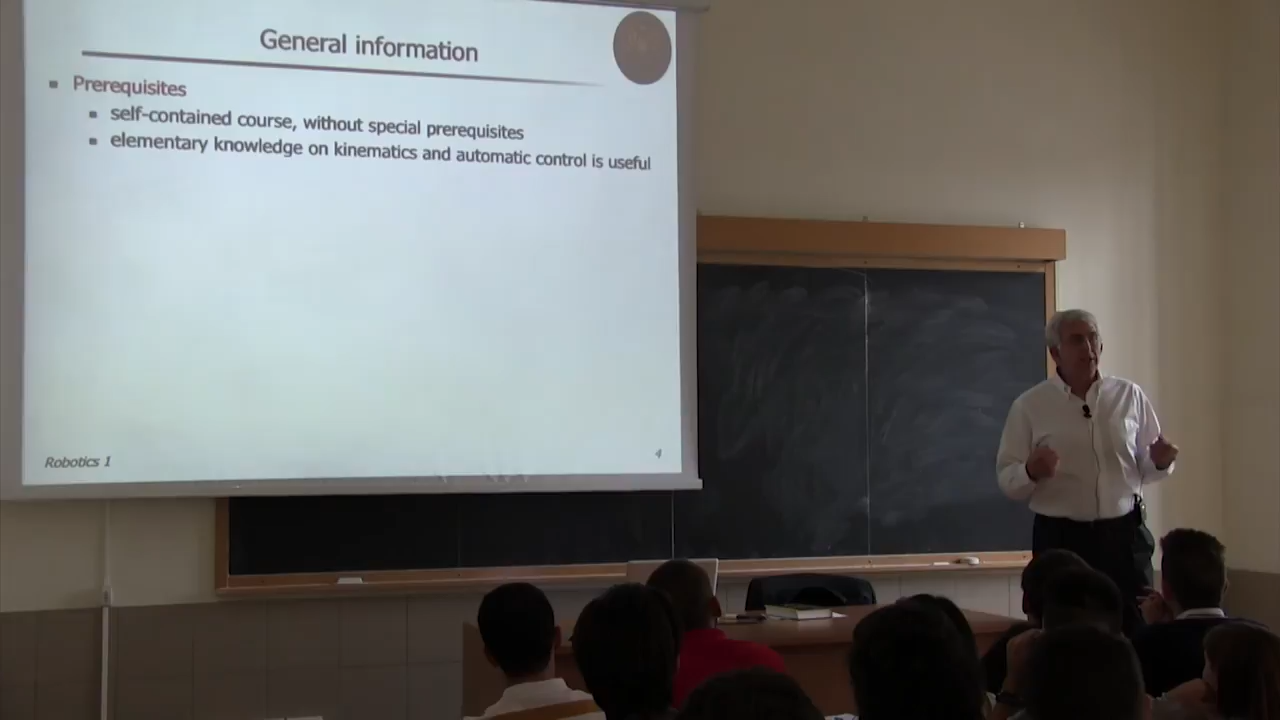 General information
Prerequisites
self-contained course, without special prerequisites
elementary knowledge on kinematics and automatic control is useful
Robotics 1
4